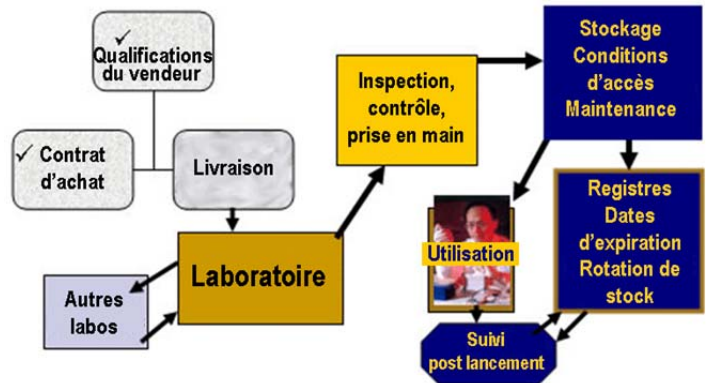 ✓
Qualifications
du vendeur
✓ Contrat
d'achat
Livraison
Laboratoire
Autres
labos
Inspection,
contrôle,
prise en main
Stockage
Conditions
d'accès
Maintenance
Utilisation
Registres
Dates
d'expiration
Rotation de
stock
Suivi
post lancement